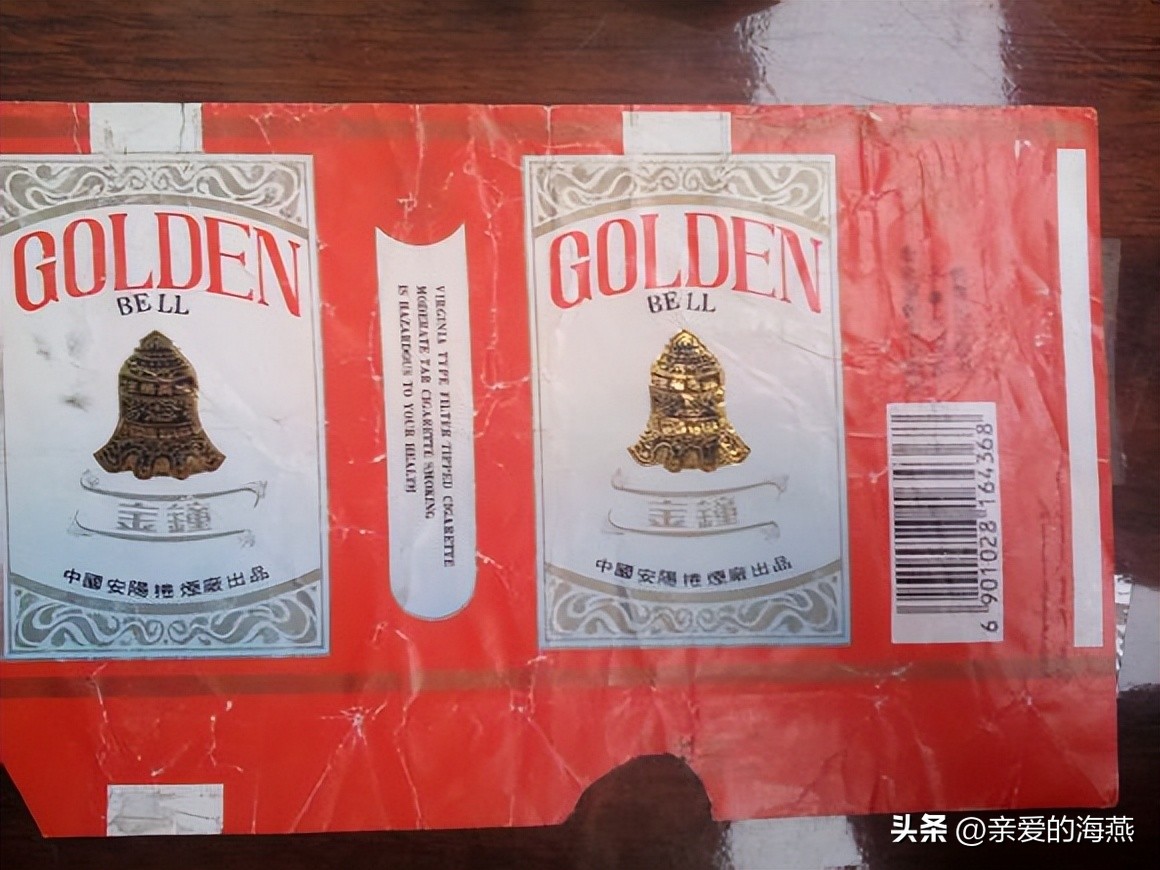 GOLDEN
BELL
金鐘
中國安陽捲煙廠出品
VIRGINIA TYPE FILTER TIPPED CIGARETTE
MODERATE TAR CIGARETTE SMOKING
IS HAZARDOUS TO YOUR HEALTH
GOLDEN
BELL
金鐘
中國安陽捲煙廠出品
6 901028 164368
头条 @亲爱的海燕